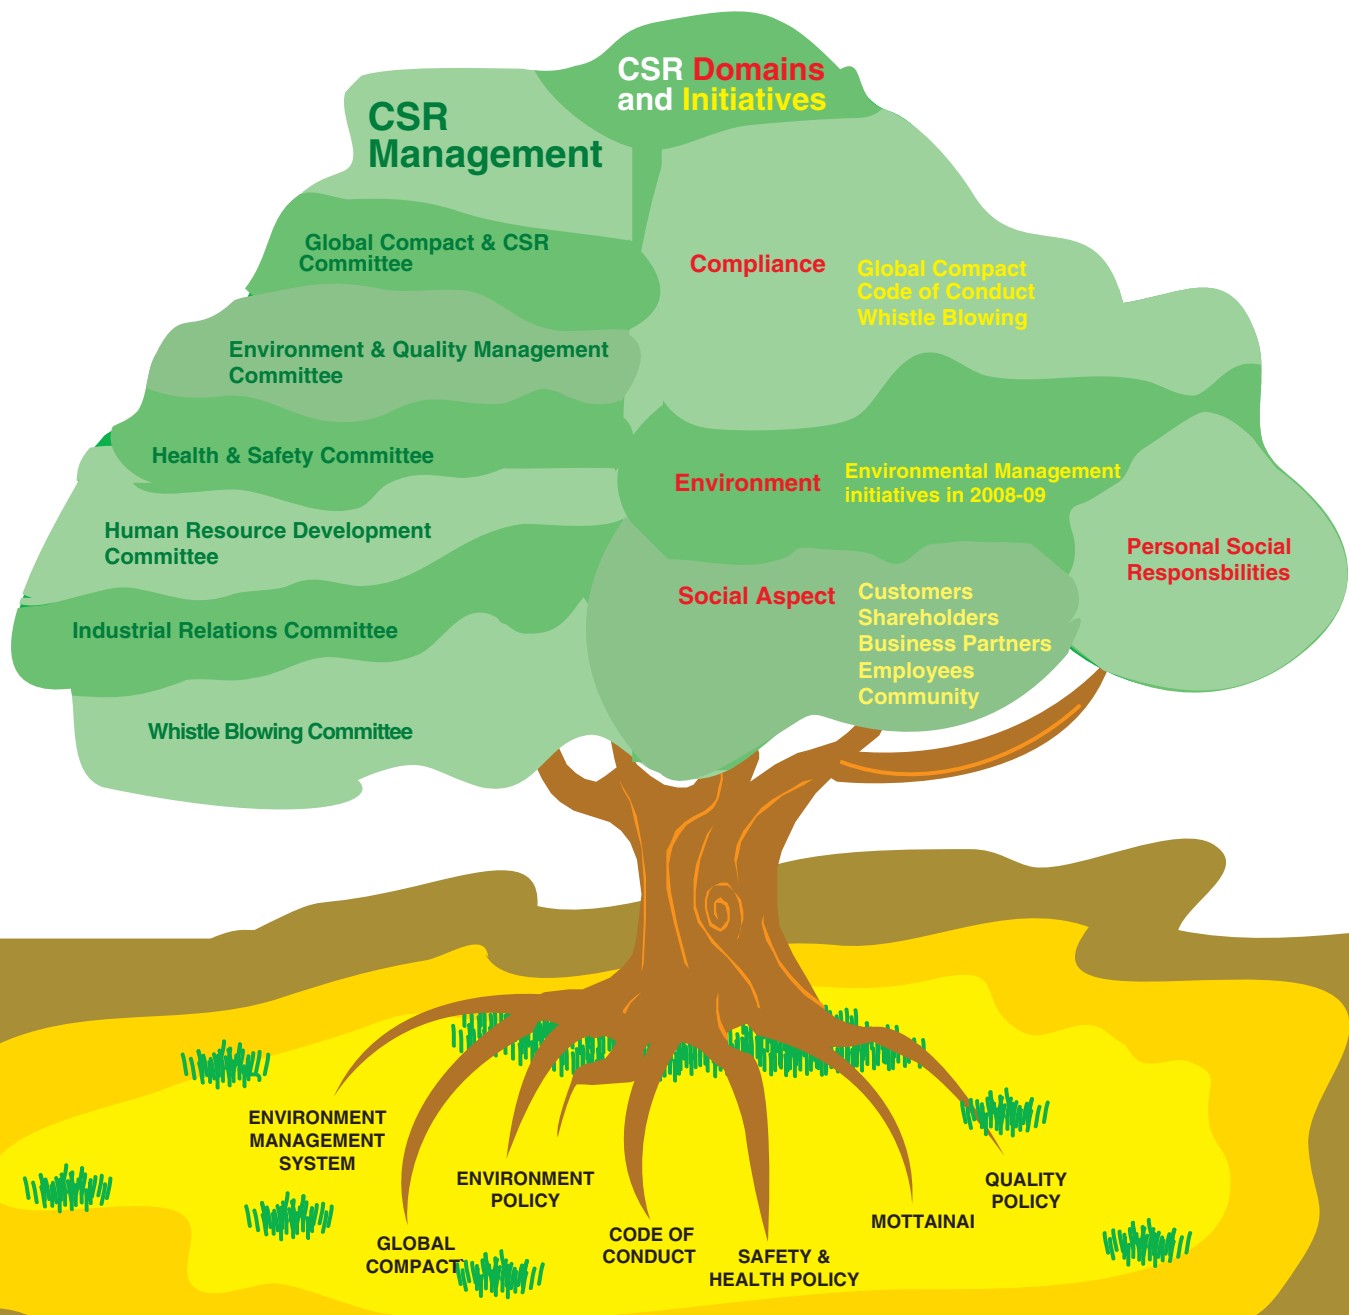 CSR Domains
and Initiatives
CSR
Management
Global Compact & CSR
Committee
Environment & Quality Management
Committee
Health & Safety Committee
Human Resource Development
Committee
Industrial Relations Committee
Whistle Blowing Committee
Compliance
Global Compact
Code of Conduct
Whistle Blowing
Environment
Environmental Management
initiatives in 2008-09
Social Aspect
Customers
Shareholders
Business Partners
Employees
Community
Personal Social
Responsbilities
ENVIRONMENT
MANAGEMENT
SYSTEM
GLOBAL
COMPACT
ENVIRONMENT
POLICY
CODE OF
CONDUCT
SAFETY &
HEALTH POLICY
MOTTAINAI
QUALITY
POLICY